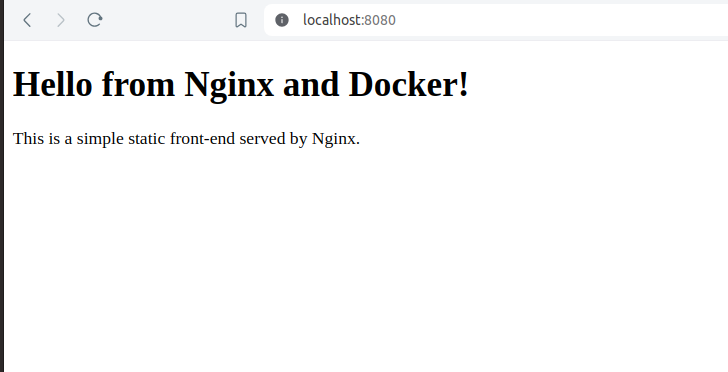 localhost:8080
Hello from Nginx and Docker!
This is a simple static front-end served by Nginx.